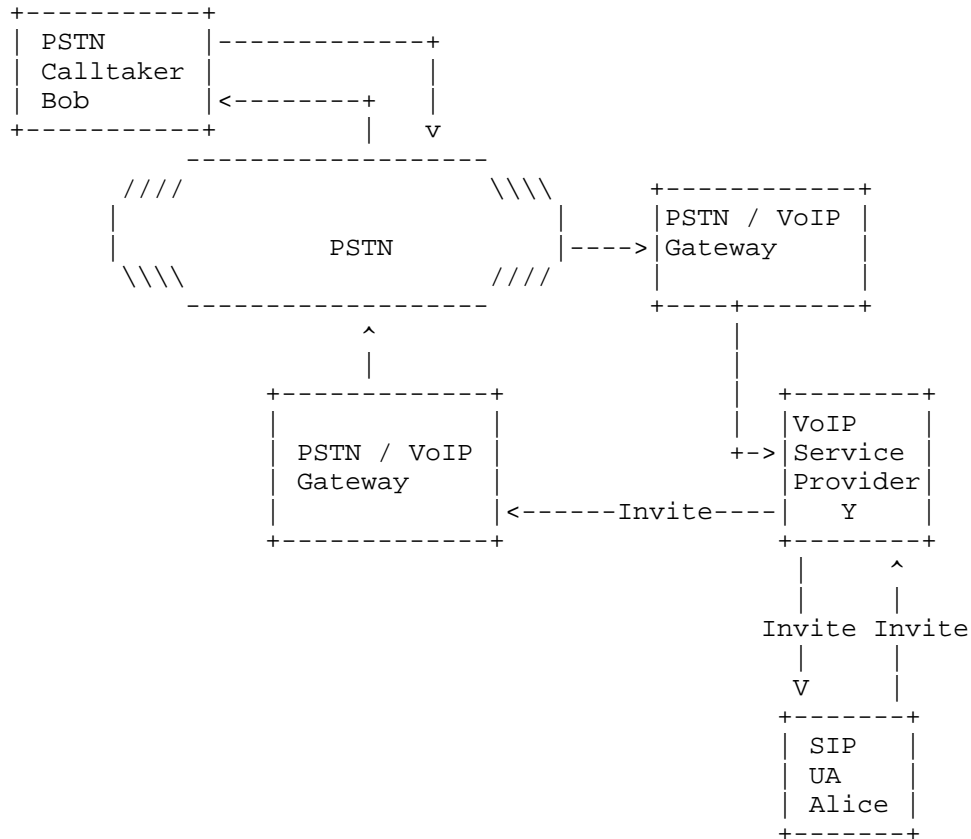 PSTN
Calltaker
Bob
PSTN / VoIP
Gateway
PSTN
PSTN / VoIP
Gateway
VoIP
Service
Provider
Y
Invite
Invite Invite
SIP
UA
Alice